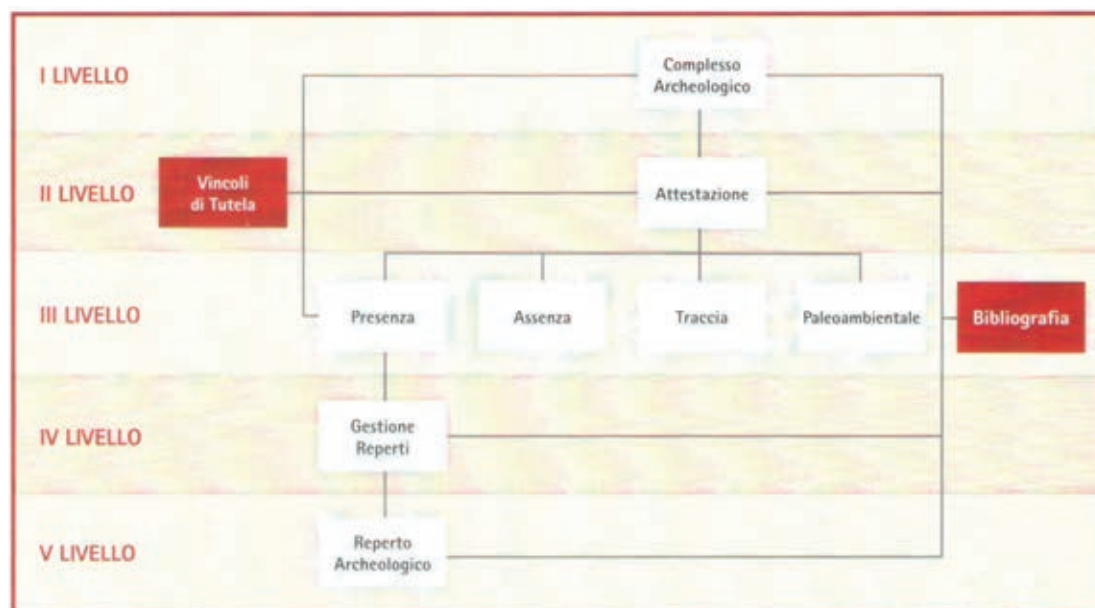 I LIVELLO
Complesso
Archeologico
II LIVELLO
Vincoli
di Tutela
Attestazione
III LIVELLO
Presenza
Assenza
Traccia
Paleoambientale
Bibliografia
IV LIVELLO
Gestione
Reperti
V LIVELLO
Reperto
Archeologico